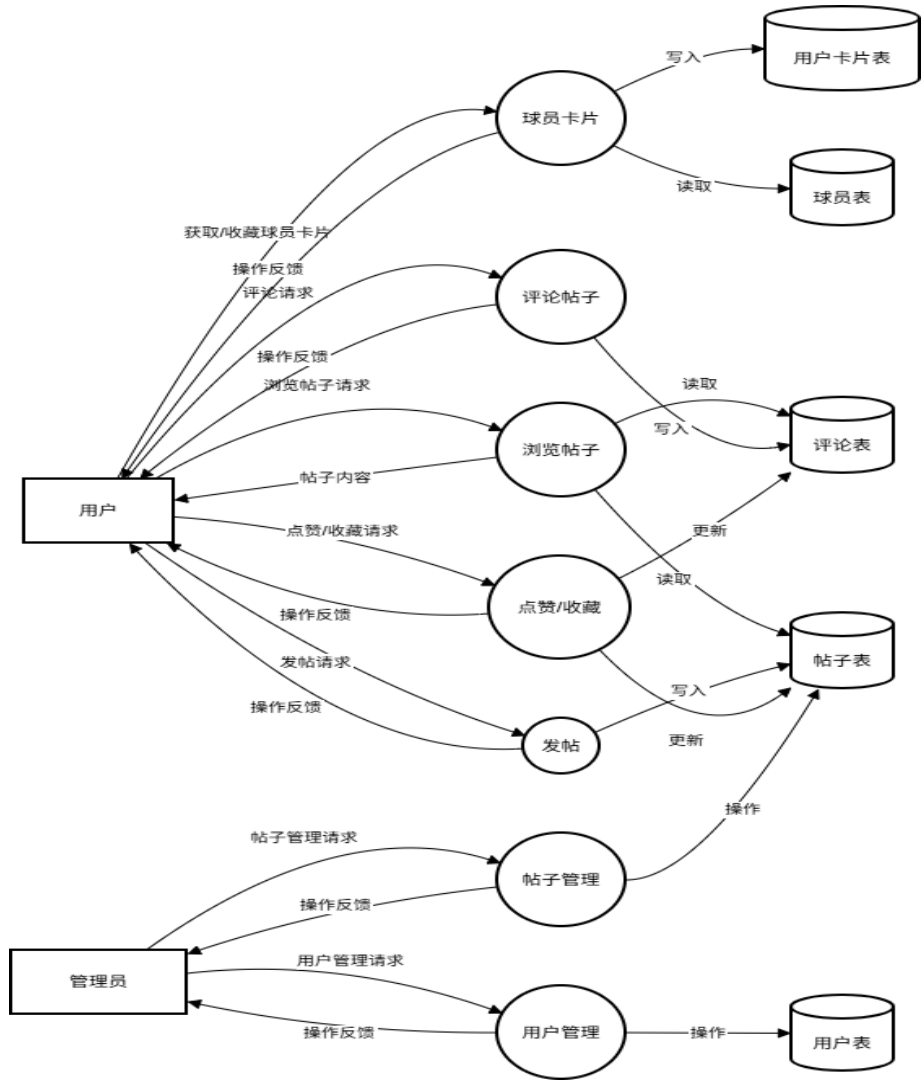 用户卡片表
写入
球员卡片
读取
球员表
获取/收藏球员卡片
操作反馈
评论请求
评论帖子
操作反馈
浏览帖子请求
读取
写入
评论表
浏览帖子
帖子内容
用户
点赞/收藏请求
更新
读取
点赞/收藏
操作反馈
帖子表
发帖请求
写入
操作反馈
发帖
更新
操作
帖子管理请求
帖子管理
操作反馈
用户管理请求
管理员
操作反馈
用户管理
操作
用户表